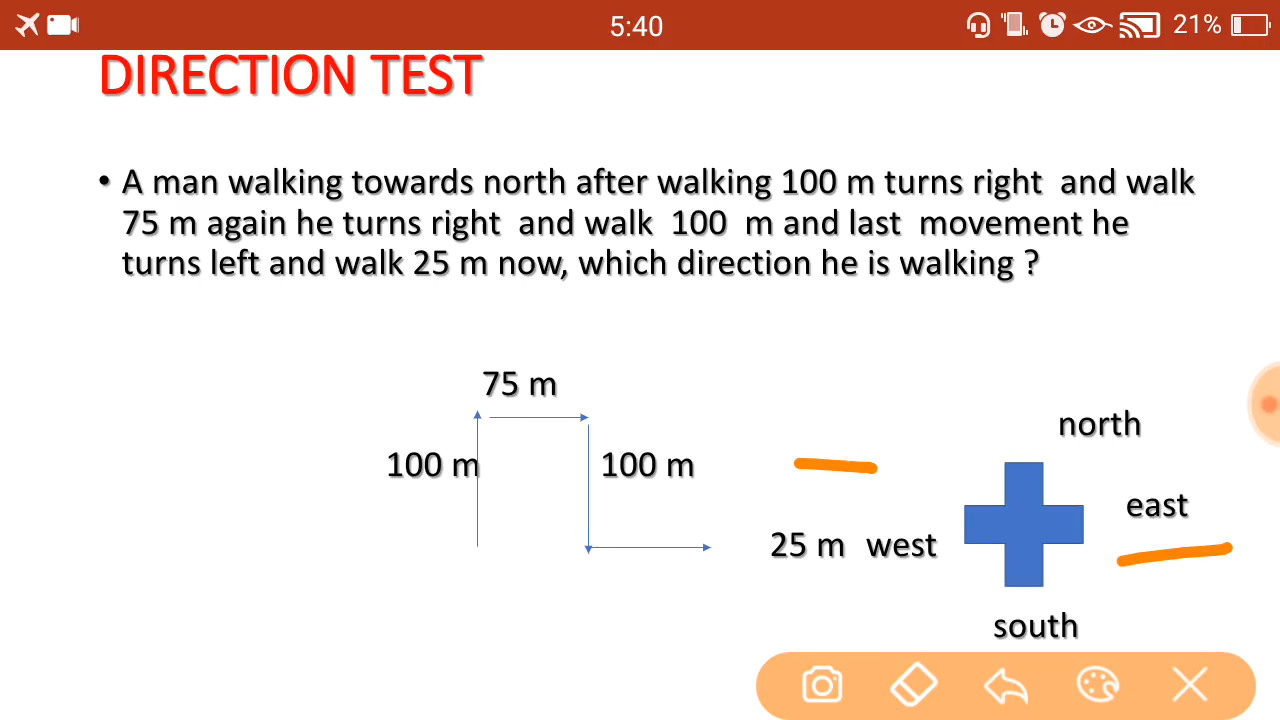 5:40
21%
DIRECTION TEST
• A man walking towards north after walking 100 m turns right and walk
75 m again he turns right and walk 100 m and last movement he
turns left and walk 25 m now, which direction he is walking ?
75 m
north
100 m
100 m
east
25 m west
south